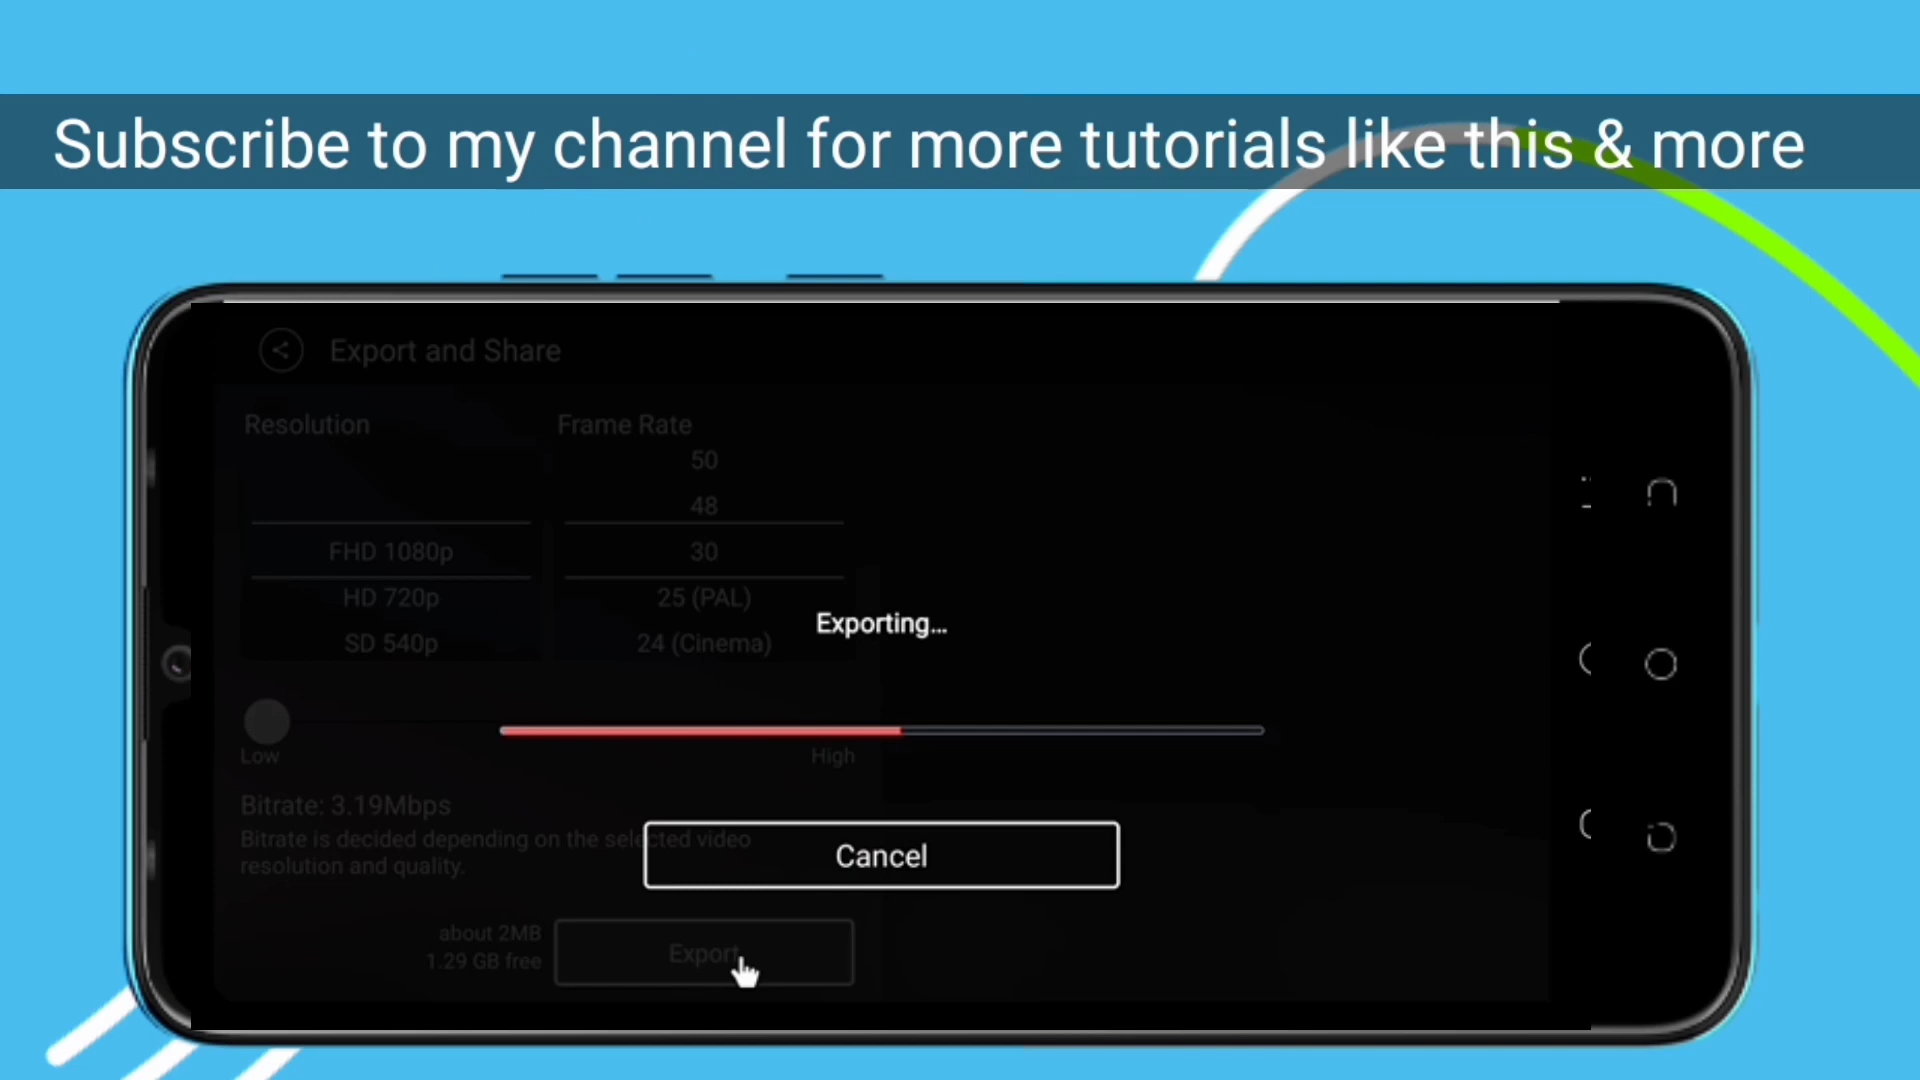 Subscribe to my channel for more tutorials like this & more
Export and Share
Resolution
Frame Rate
50
48
FHD 1080p
30
HD 720p
25 (PAL)
SD 540p
24 (Cinema)
Exporting...
Low
High
Bitrate: 3.19Mbps
Bitrate is decided depending on the selected video
resolution and quality.
Cancel
about 2MB
1.29 GB free
Export